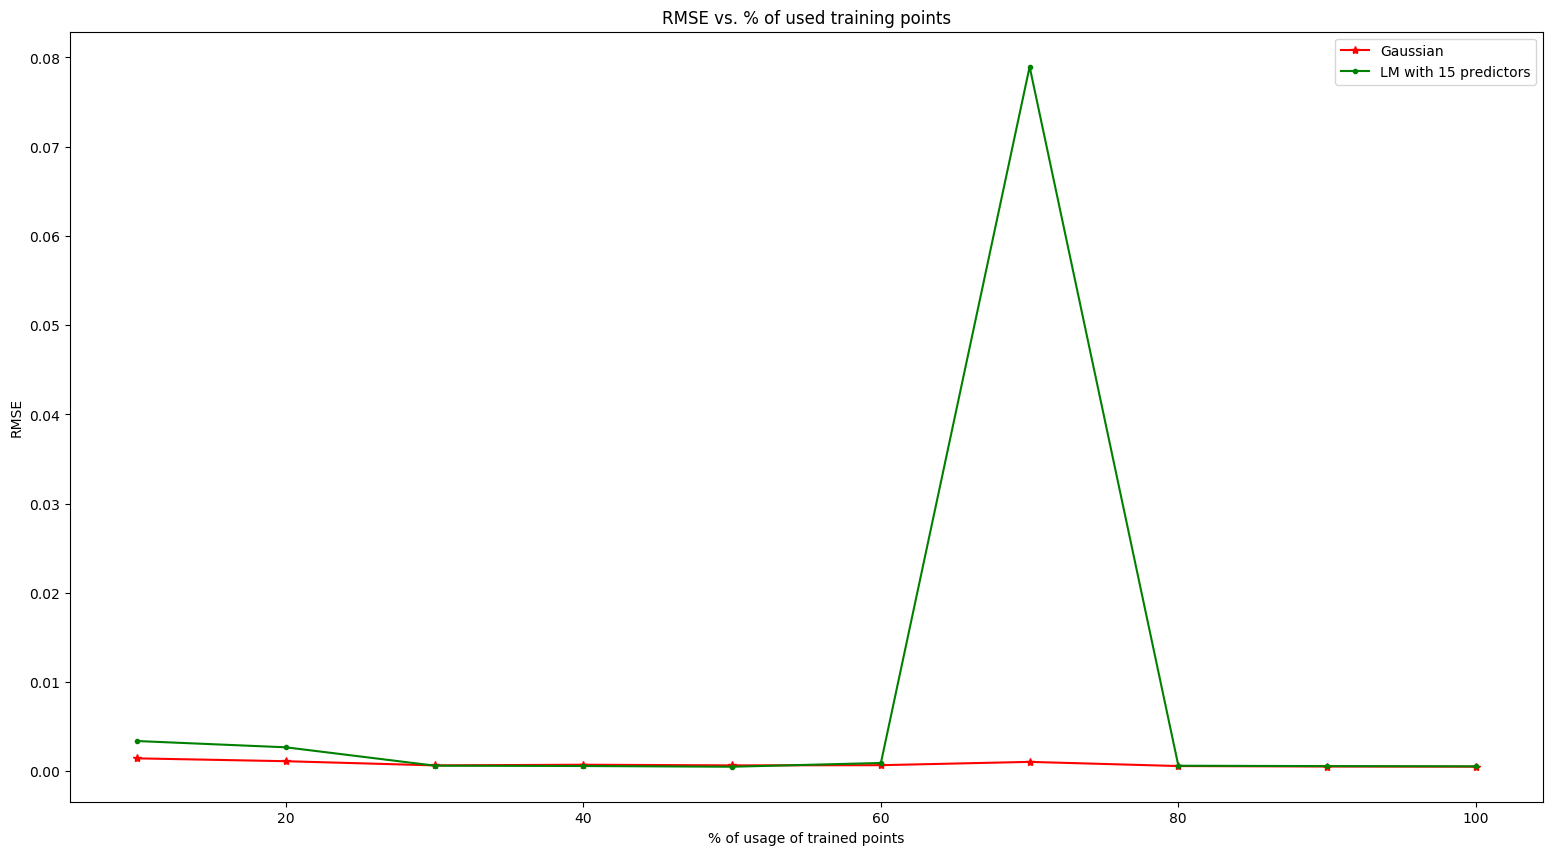 RMSE vs. % of used training points
Gaussian
LM with 15 predictors
0.08
0.07
0.06
0.05
0.04
0.03
0.02
0.01
0.00
RMSE
20
40
60
80
100
% of usage of trained points